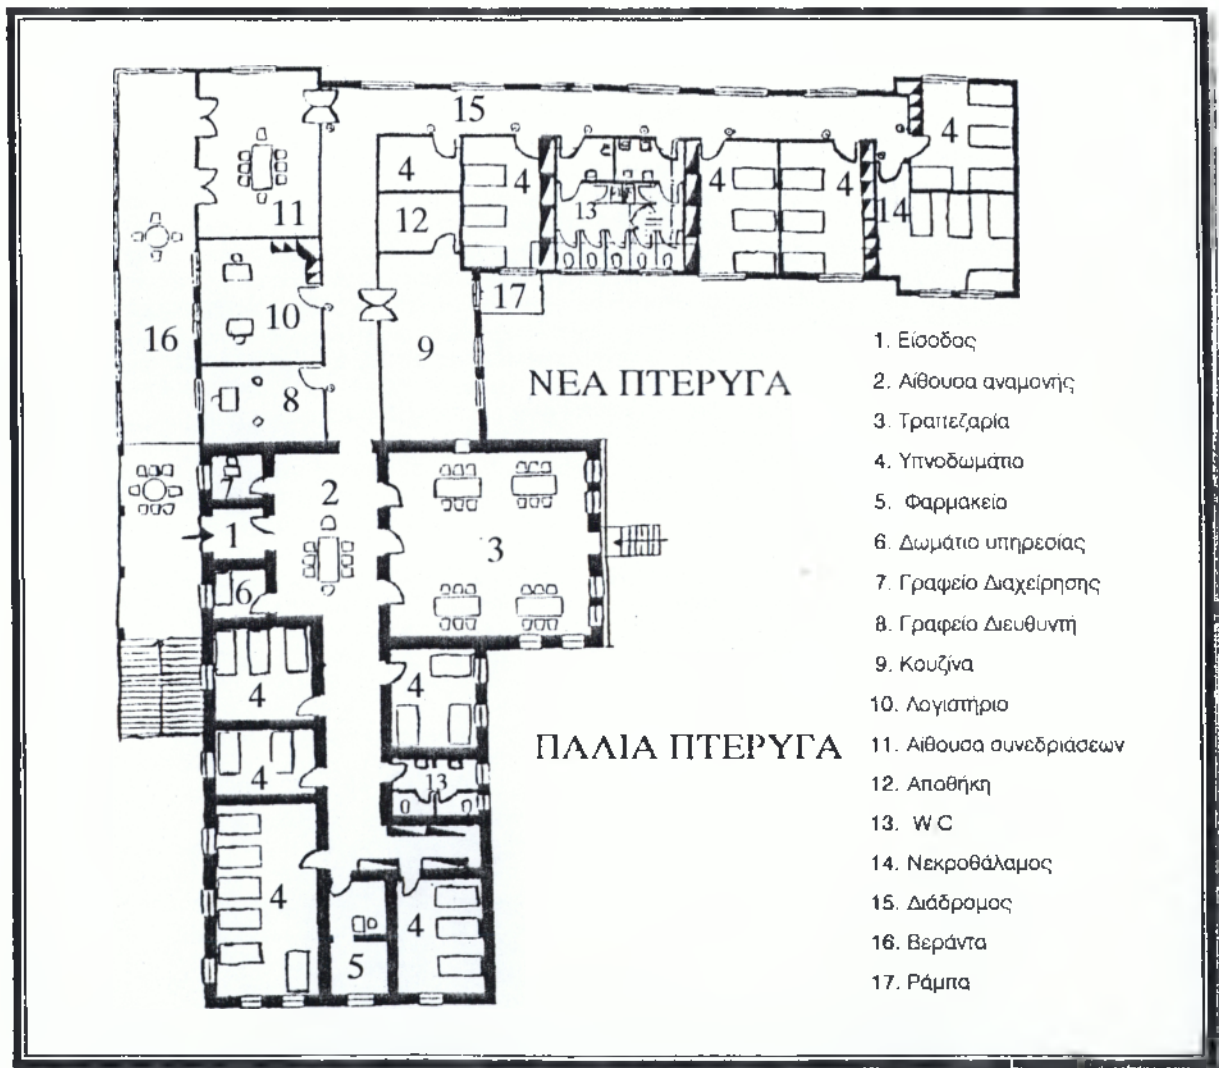 15
4
4
4
4
4
11
12
13
14
17
10
16
9
8
ΝΕΑ ΠΤΕΡΥΓΑ
7
2
1
3
6
4
4
ΠΑΛΙΑ ΠΤΕΡΥΓΑ
4
13
4
4
5
1. Είσοδος
2. Αίθουσα αναμονής
3. Τραπεζαρία
4. Υπνοδωμάτιο
5. Φαρμακείο
6. Δωμάτιο υπηρεσίας
7. Γραφείο Διαχείρησης
8. Γραφείο Διευθυντή
9. Κουζίνα
10. Λογιστήριο
11. Αίθουσα συνεδριάσεων
12. Αποθήκη
13. W C
14. Νεκροθάλαμος
15. Διάδρομος
16. Βεράντα
17. Ράμπα